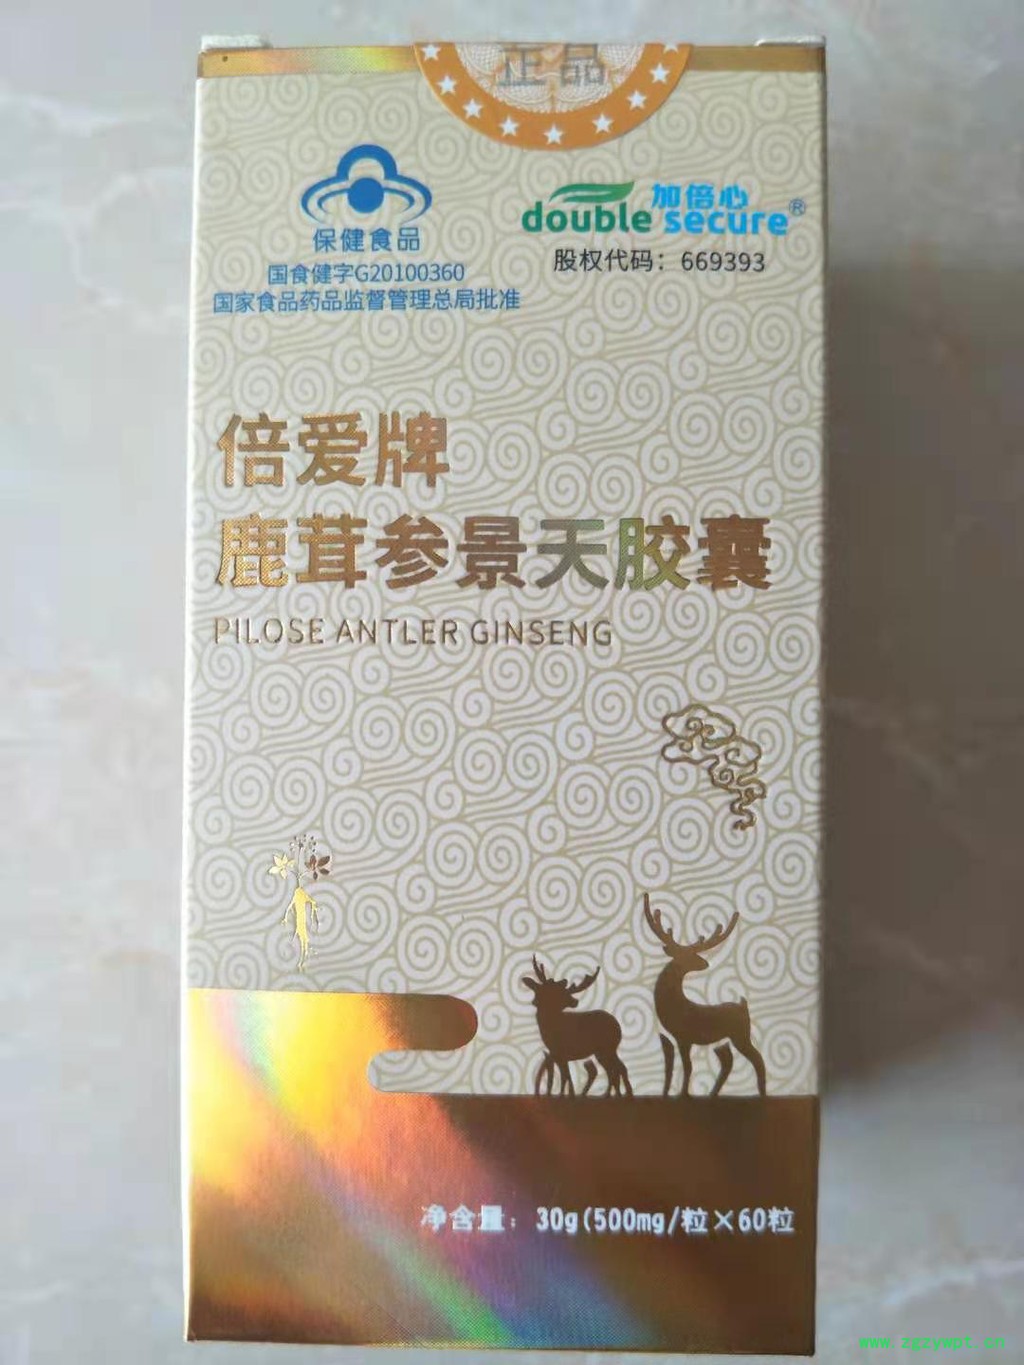 正品
保健食品
国食健字G20100360
国家食品药品监督管理总局批准
加倍心
double secure®
股权代码：669393
倍爱牌
鹿茸参景天胶囊
PILOSE ANTLER GINSENG
净含量：30g(500mg/粒×60粒
www.zgzywpt.cn